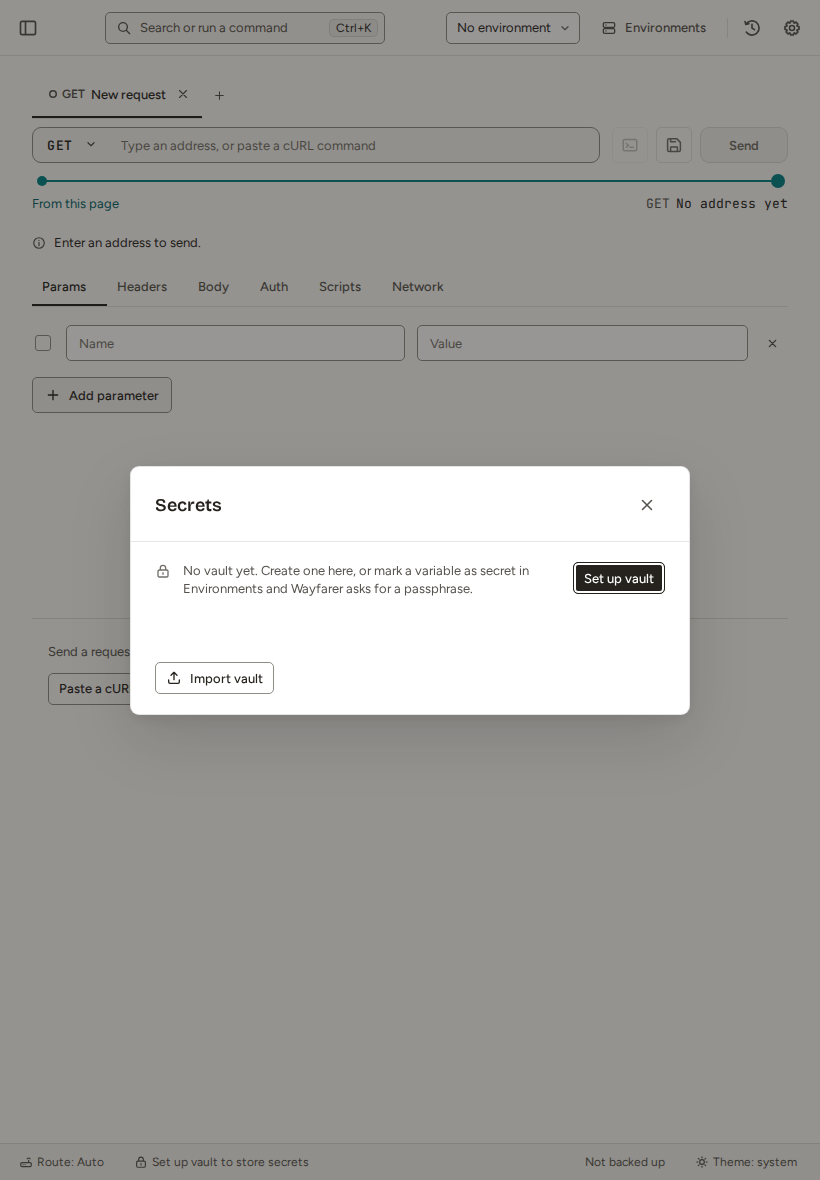 Search or run a command Ctrl+K No environment Environments
GET New request
GET Type an address, or paste a cURL command Send
From this page GET No address yet
Enter an address to send.
Params Headers Body Auth Scripts Network
Name Value
Add parameter
Secrets
No vault yet. Create one here, or mark a variable as secret in
Environments and Wayfarer asks for a passphrase.
Set up vault
Send a reques
Import vault
Paste a cUR
Route: Auto Set up vault to store secrets Not backed up Theme: system